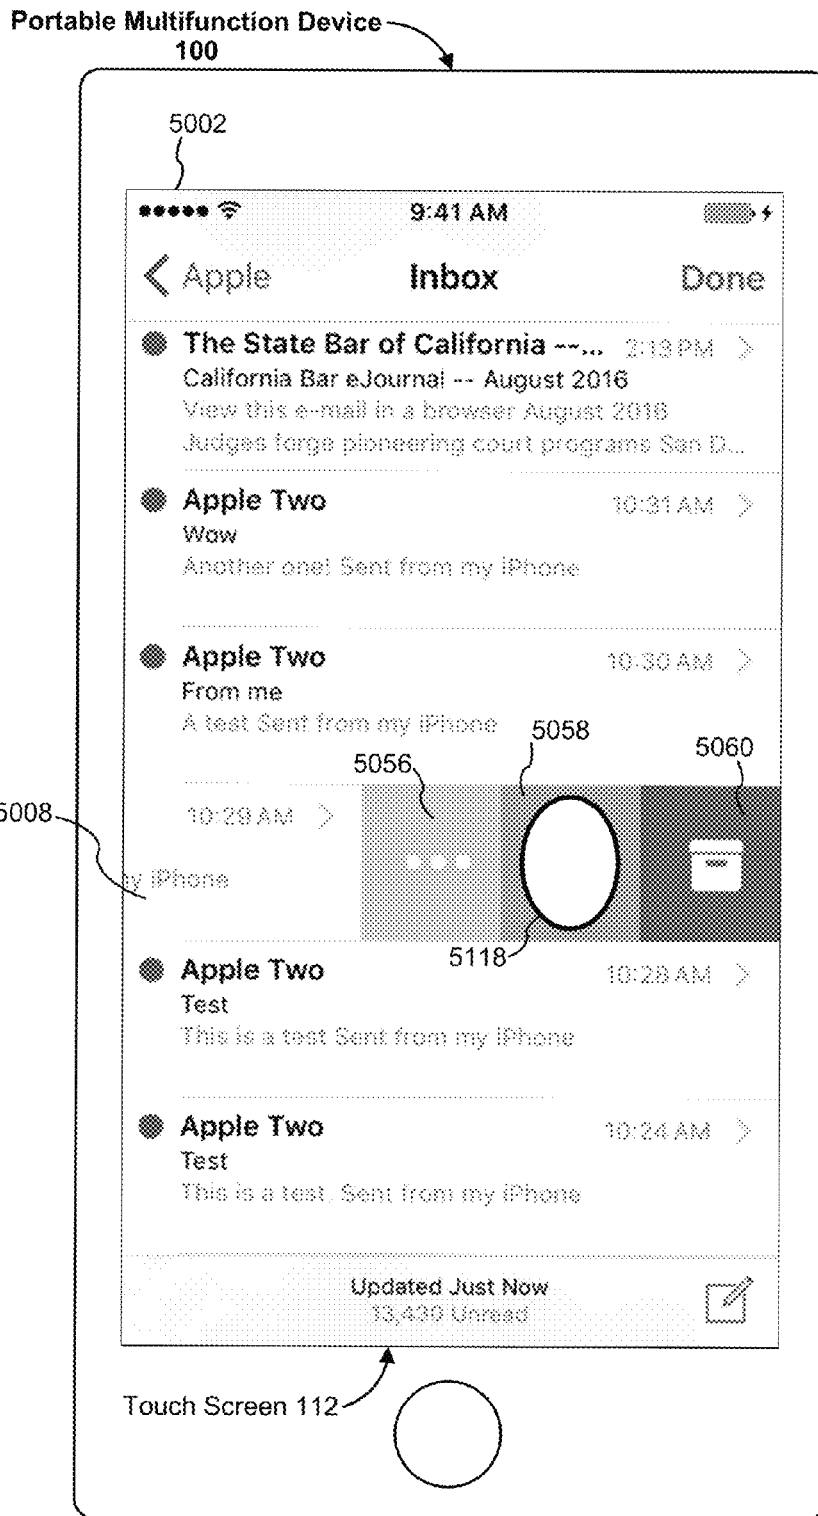 Portable Multifunction Device
100
5002
9:41 AM
Apple Inbox Done
The State Bar of California --... 2:13 PM
California Bar eJournal -- August 2016
View this e-mail in a browser August 2016
Judges forge pioneering court programs San D...
Apple Two 10:31 AM
Wow
Another one! Sent from my iPhone
Apple Two 10:30 AM
From me
A test Sent from my iPhone
5056 5058 5060
5008 10:29 AM
y iPhone
5118
Apple Two 10:28 AM
Test
This is a test Sent from my iPhone
Apple Two 10:24 AM
Test
This is a test. Sent from my iPhone
Updated Just Now
13,430 Unread
Touch Screen 112